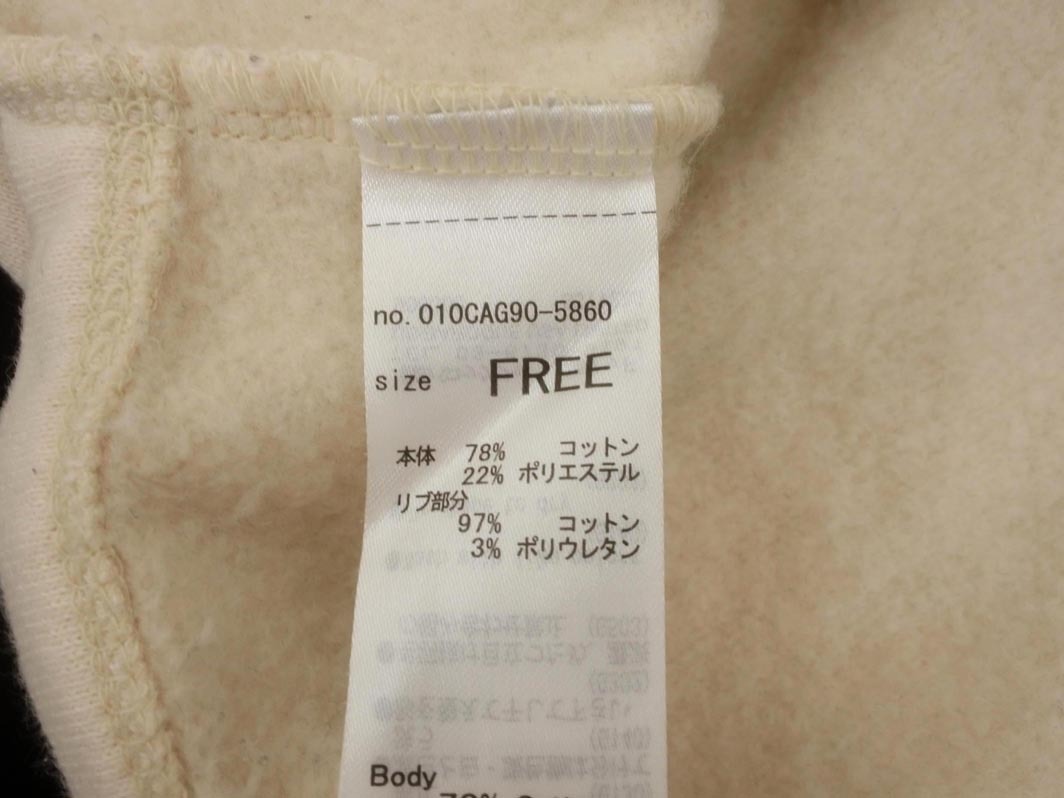 no. 010CAG90-5860
size FREE
本体 78% コットン
22% ポリエステル
リブ部分
97% コットン
3% ポリウレタン
Body